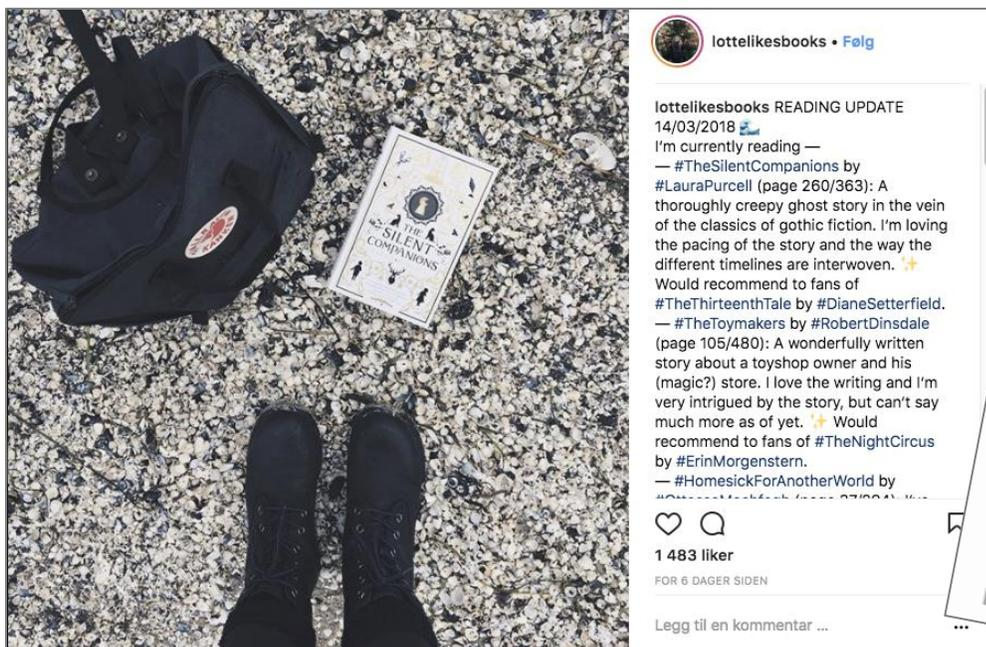 KANKEN
THE
SILENT
COMPANIONS
lottelikesbooks • Følg
lottelikesbooks READING UPDATE
14/03/2018 🌊
I'm currently reading —
— #TheSilentCompanions by
#LauraPurcell (page 260/363): A
thoroughly creepy ghost story in the vein
of the classics of gothic fiction. I'm loving
the pacing of the story and the way the
different timelines are interwoven. ✨
Would recommend to fans of
#TheThirteenthTale by #DianeSetterfield.
— #TheToymakers by #RobertDinsdale
(page 105/480): A wonderfully written
story about a toyshop owner and his
(magic?) store. I love the writing and I'm
very intrigued by the story, but can't say
much more as of yet. ✨ Would
recommend to fans of #TheNightCircus
by #ErinMorgenstern.
— #HomesickForAnotherWorld by
1 483 liker
FOR 6 DAGER SIDEN
Legg til en kommentar ...